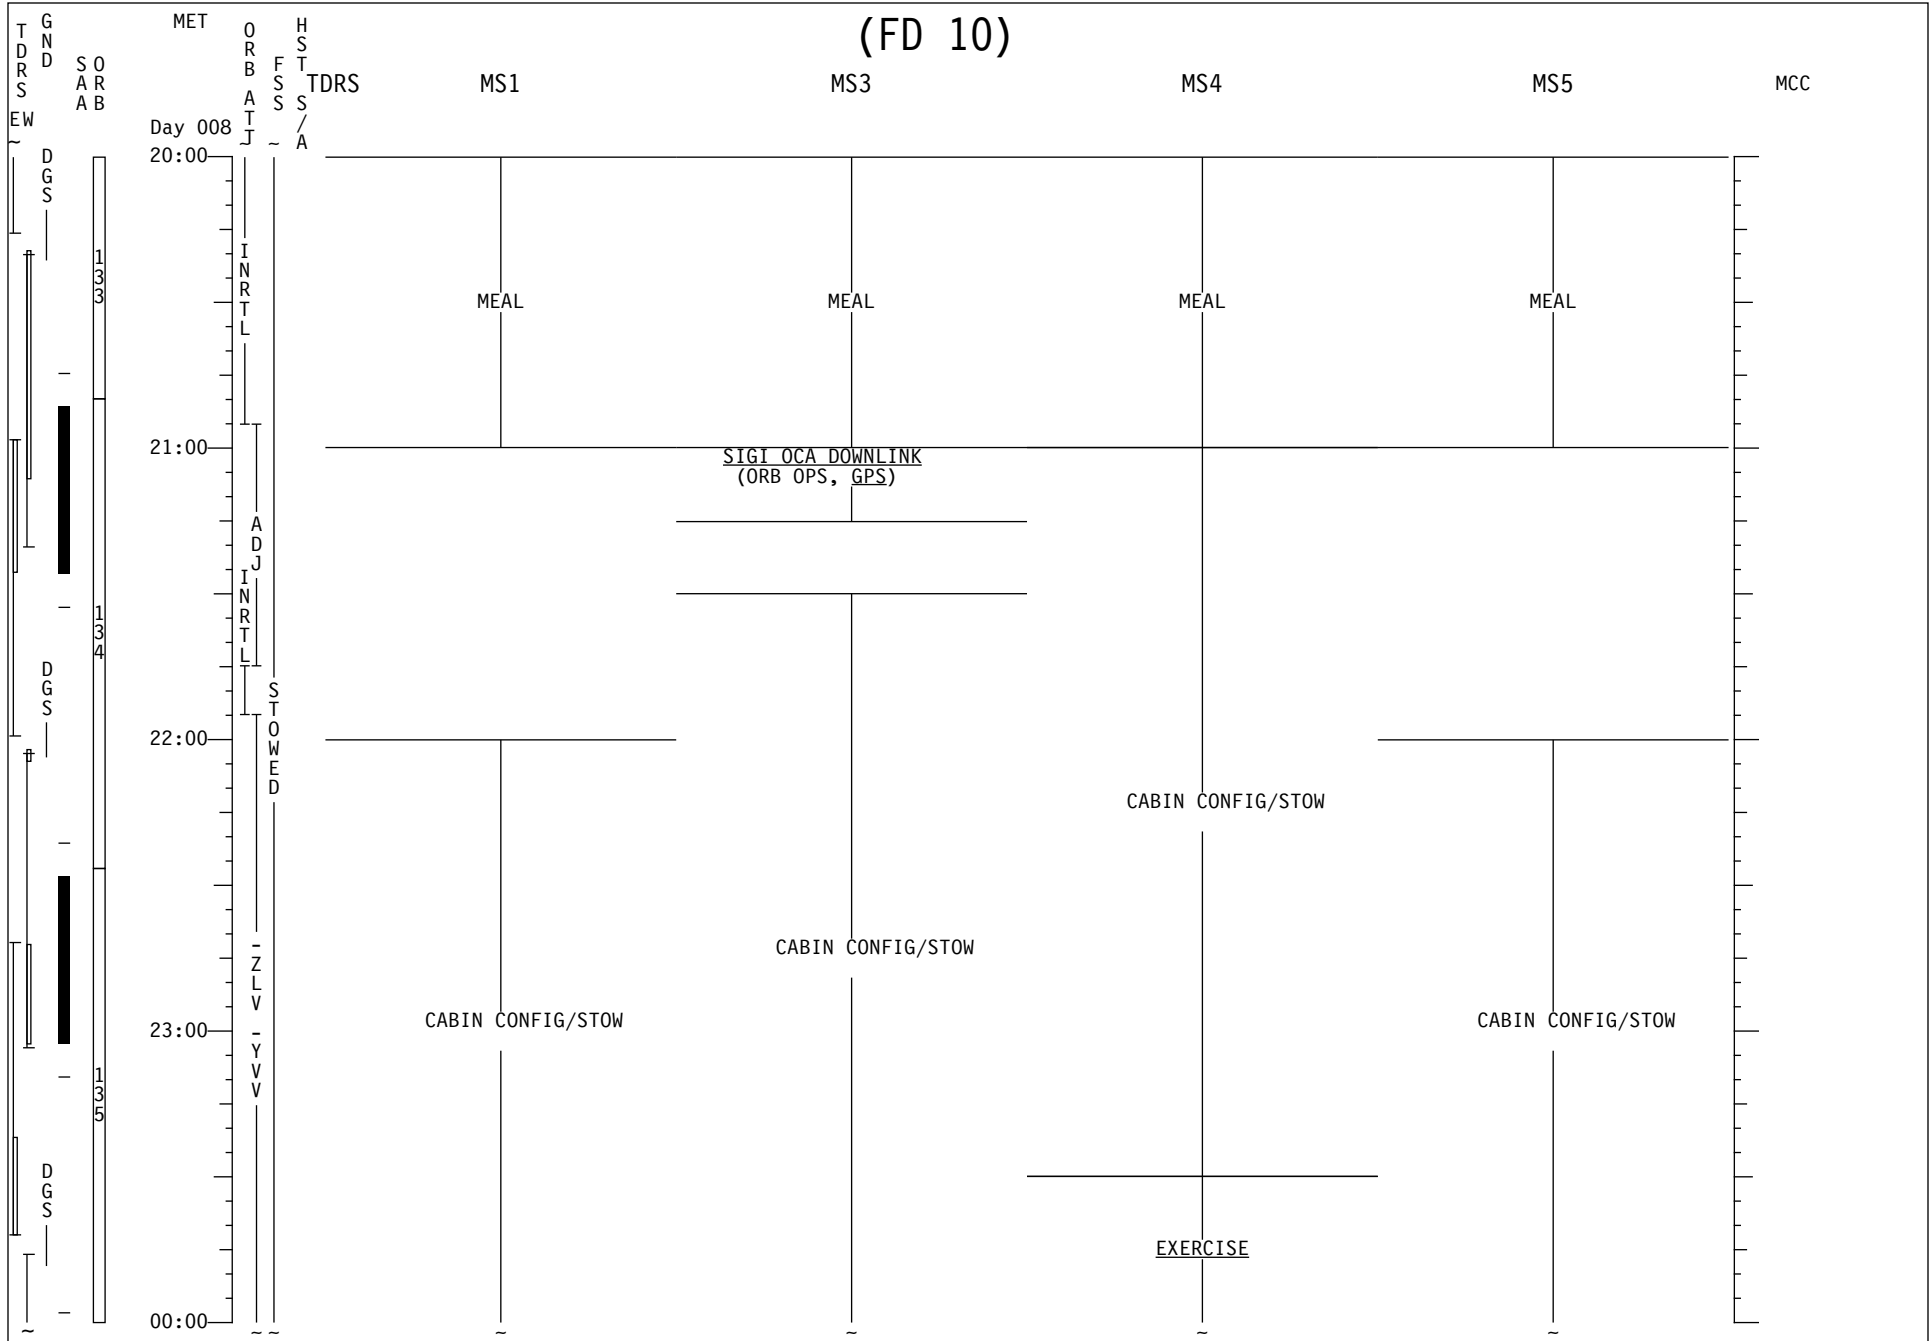 (FD 10)
TDRS
EW
GND
SAA
ORB
MET
ORB ATT
FSS
HST S/A
TDRS
MS1
MS3
MS4
MS5
MCC
Day 008
~
~
~
20:00
DGS
133
INRTL
MEAL
MEAL
MEAL
MEAL
21:00
SIGI OCA DOWNLINK
(ORB OPS, GPS)
ADJ
INRTL
134
DGS
STOWED
22:00
CABIN CONFIG/STOW
CABIN CONFIG/STOW
-ZLV -YVV
23:00
CABIN CONFIG/STOW
CABIN CONFIG/STOW
135
DGS
EXERCISE
00:00
~
~ ~
~
~
~
~